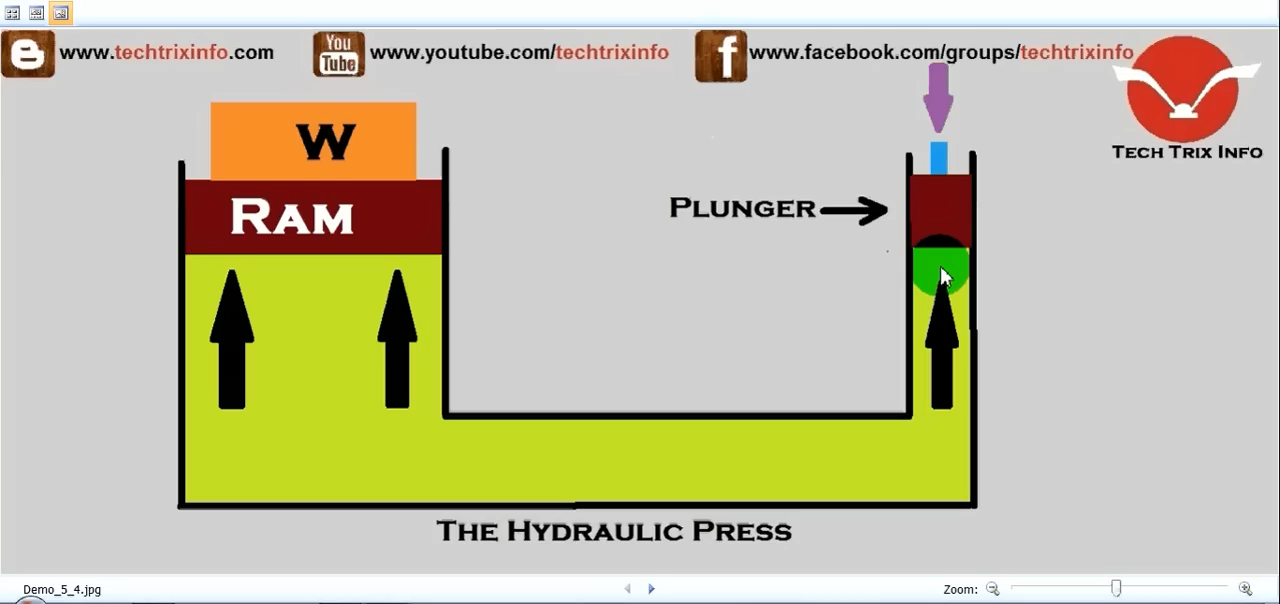 www.techtrixinfo.com
You
Tube
www.youtube.com/techtrixinfo
f
www.facebook.com/groups/techtrixinfo
W
Tech Trix Info
Ram
Plunger
The Hydraulic Press
Demo_5_4.jpg
Zoom: